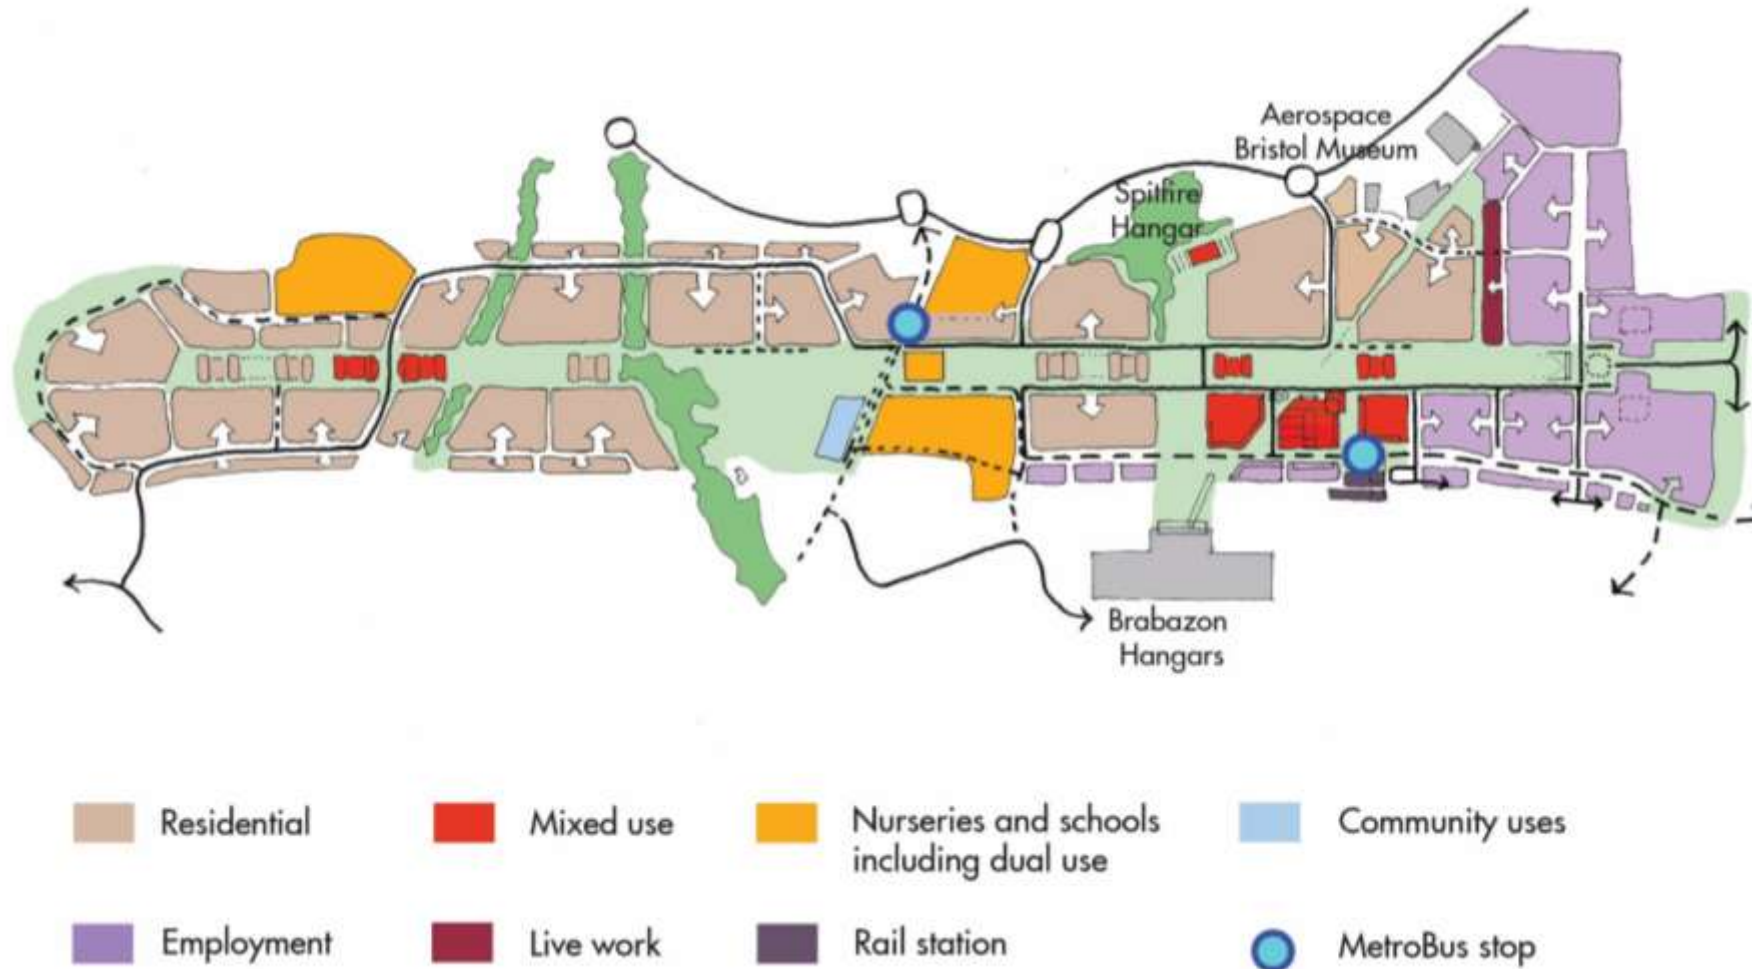 Aerospace
Bristol Museum
Spitfire
Hangar
Brabazon
Hangars
Residential
Mixed use
Nurseries and schools
including dual use
Community uses
Employment
Live work
Rail station
MetroBus stop